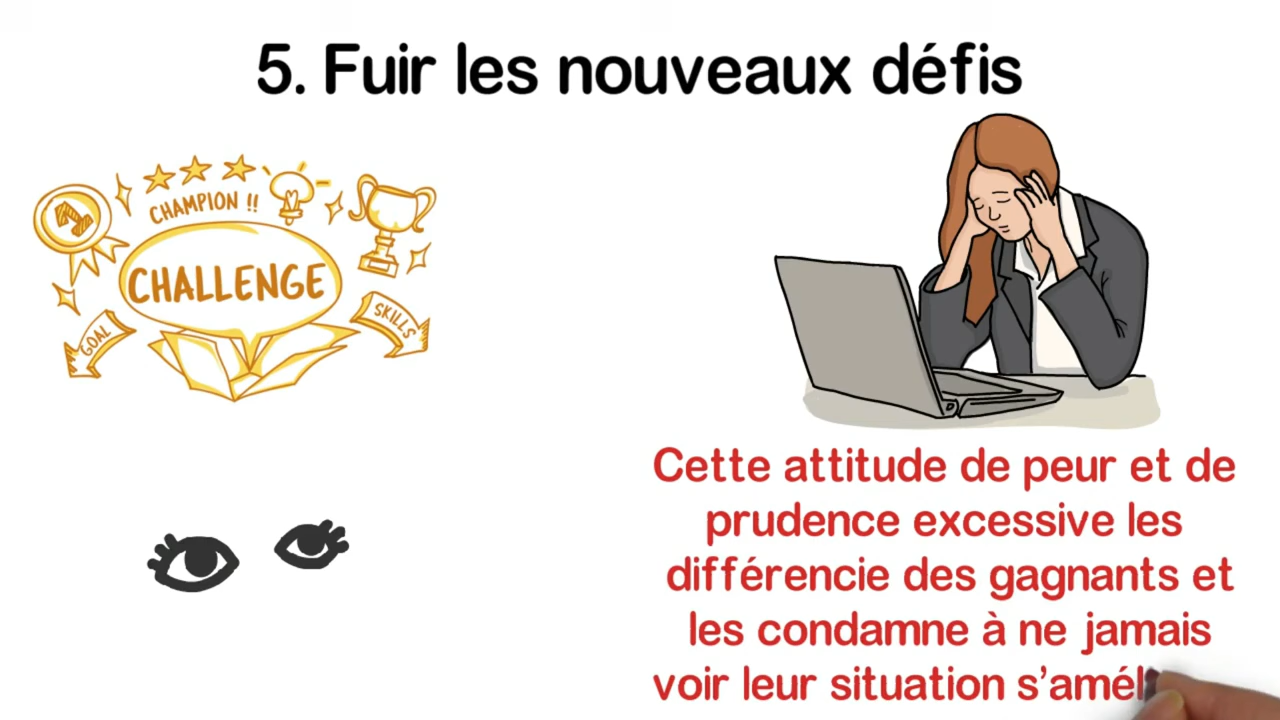 5. Fuir les nouveaux défis
CHAMPION !!
CHALLENGE
GOAL
SKILLS
Cette attitude de peur et de
prudence excessive les
différencie des gagnants et
les condamne à ne jamais
voir leur situation s'amél